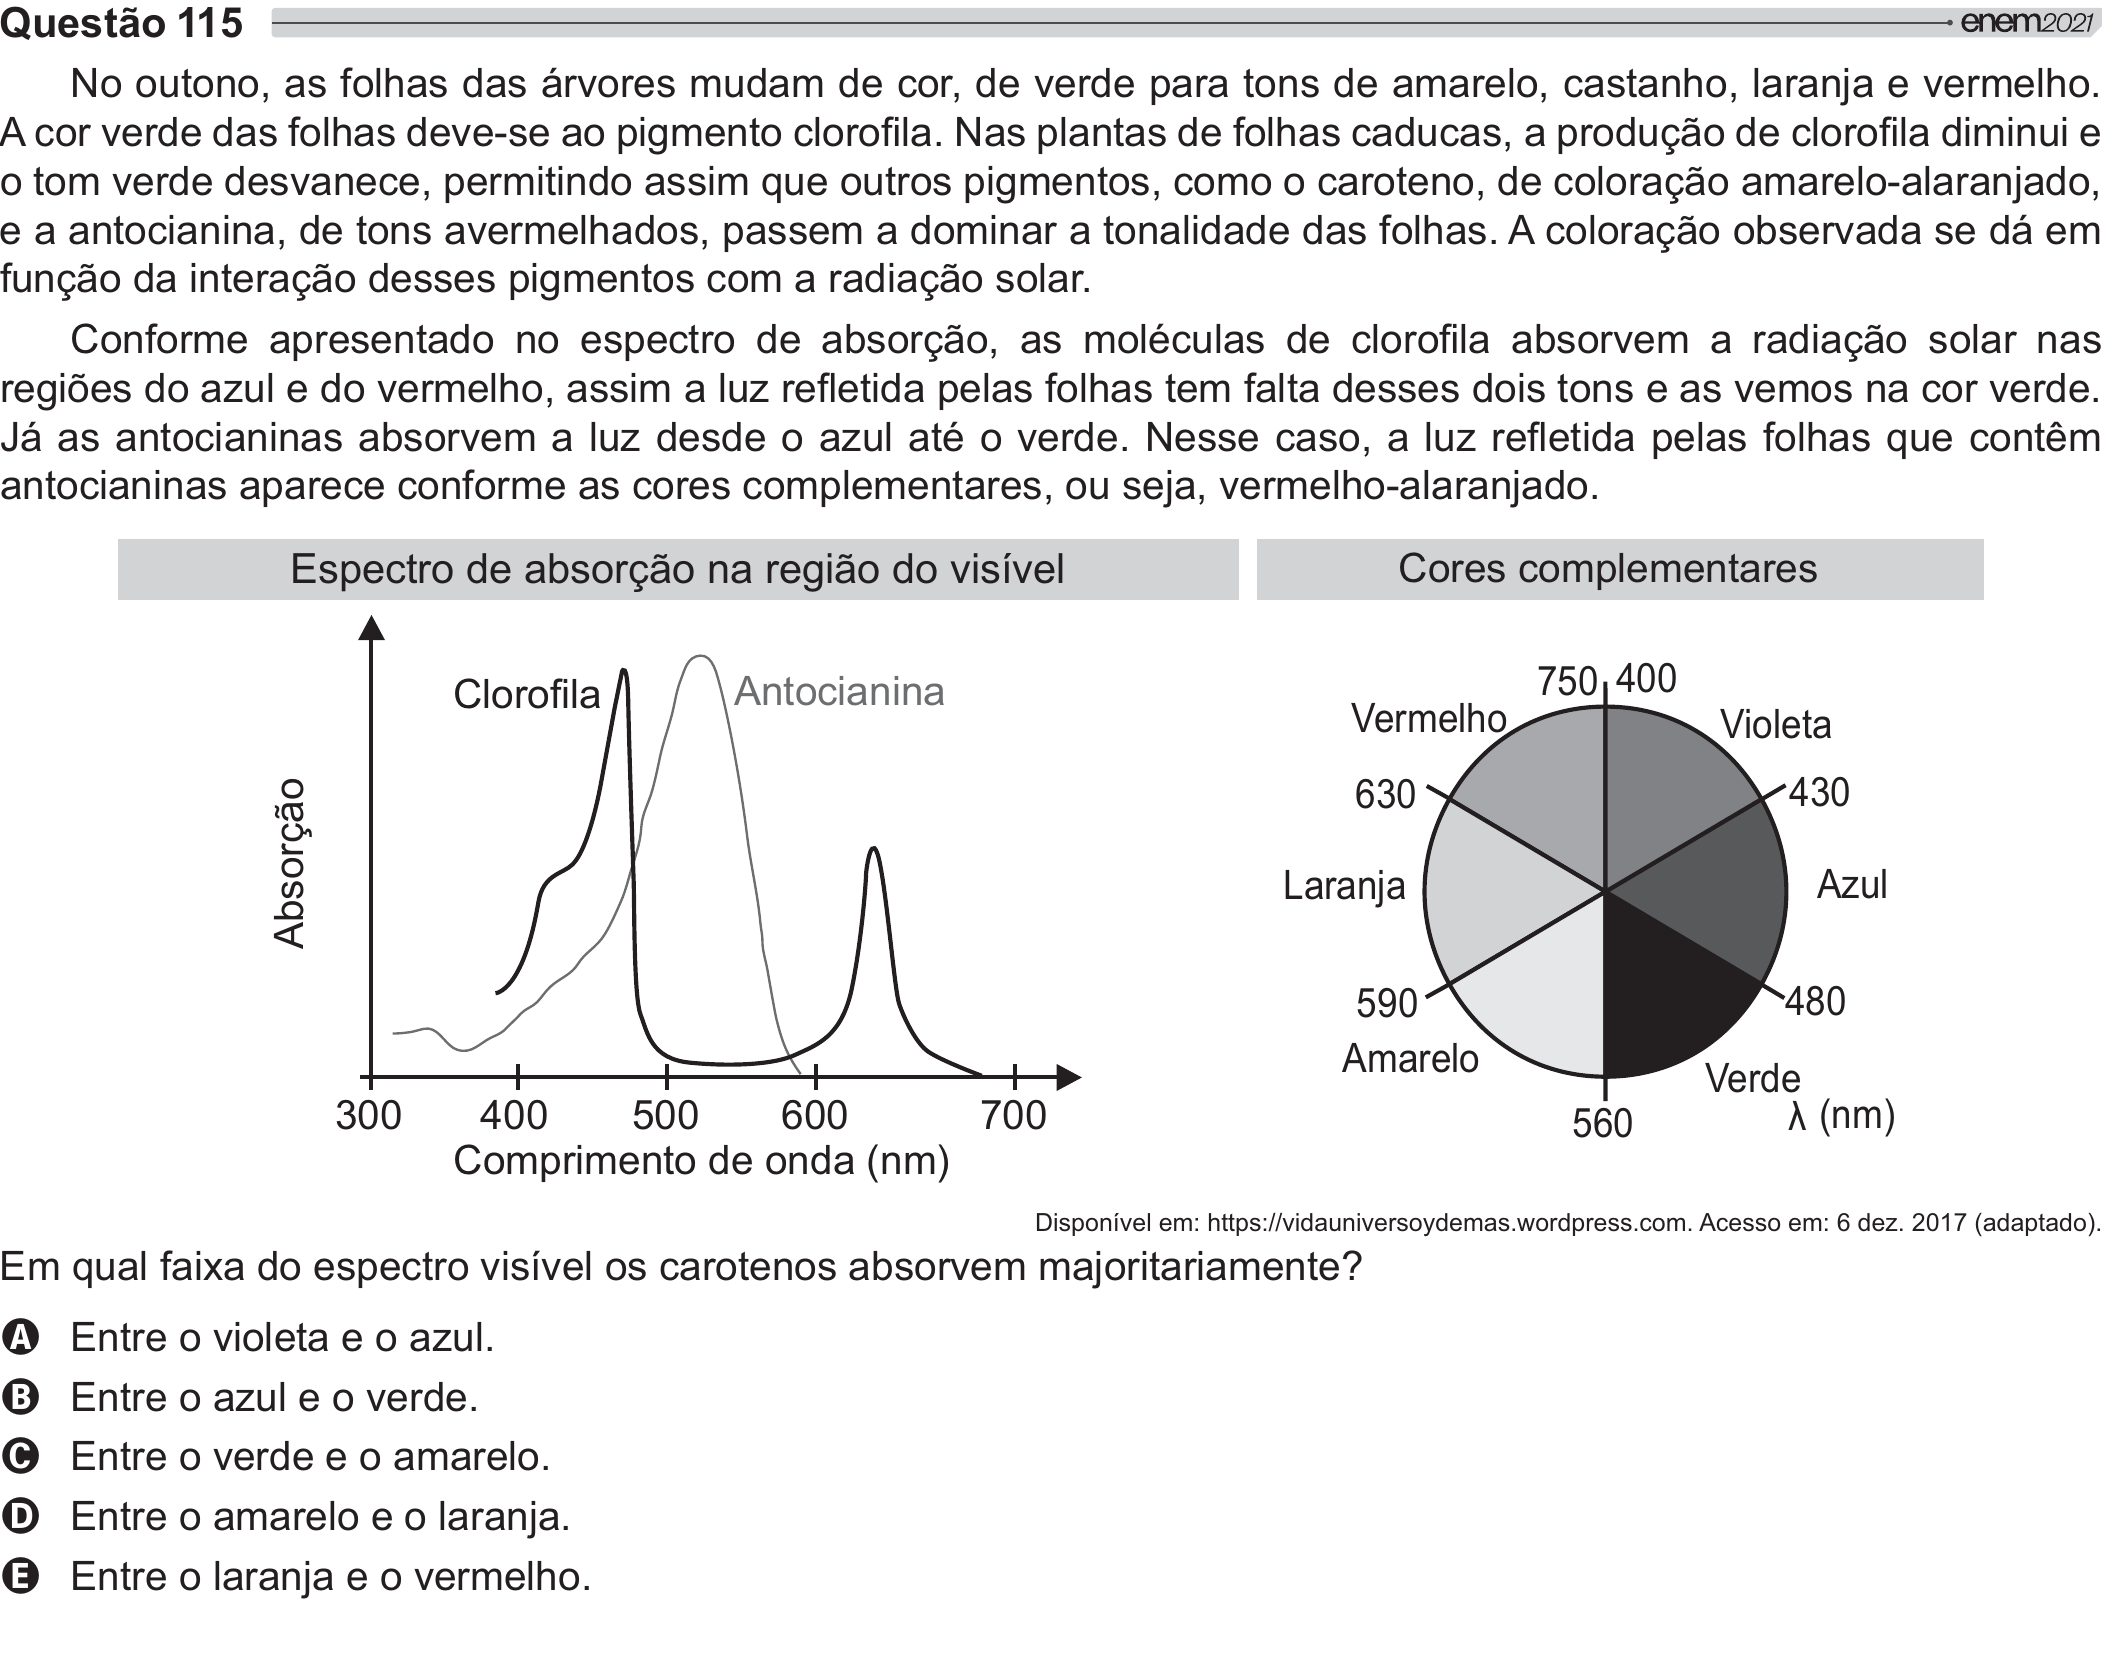 Questão 115
enem2021
No outono, as folhas das árvores mudam de cor, de verde para tons de amarelo, castanho, laranja e vermelho.
A cor verde das folhas deve-se ao pigmento clorofila. Nas plantas de folhas caducas, a produção de clorofila diminui e
o tom verde desvanece, permitindo assim que outros pigmentos, como o caroteno, de coloração amarelo-alaranjado,
e a antocianina, de tons avermelhados, passem a dominar a tonalidade das folhas. A coloração observada se dá em
função da interação desses pigmentos com a radiação solar.
Conforme apresentado no espectro de absorção, as moléculas de clorofila absorvem a radiação solar nas
regiões do azul e do vermelho, assim a luz refletida pelas folhas tem falta desses dois tons e as vemos na cor verde.
Já as antocianinas absorvem a luz desde o azul até o verde. Nesse caso, a luz refletida pelas folhas que contêm
antocianinas aparece conforme as cores complementares, ou seja, vermelho-alaranjado.
Espectro de absorção na região do visível
Clorofila
Antocianina
Absorção
300 400 500 600 700
Comprimento de onda (nm)
Cores complementares
750 400
Vermelho
Violeta
630
430
Laranja
Azul
590
480
Amarelo
Verde
560
λ (nm)
Disponível em: https://vidauniversoydemas.wordpress.com. Acesso em: 6 dez. 2017 (adaptado).
Em qual faixa do espectro visível os carotenos absorvem majoritariamente?
A Entre o violeta e o azul.
B Entre o azul e o verde.
C Entre o verde e o amarelo.
D Entre o amarelo e o laranja.
E Entre o laranja e o vermelho.